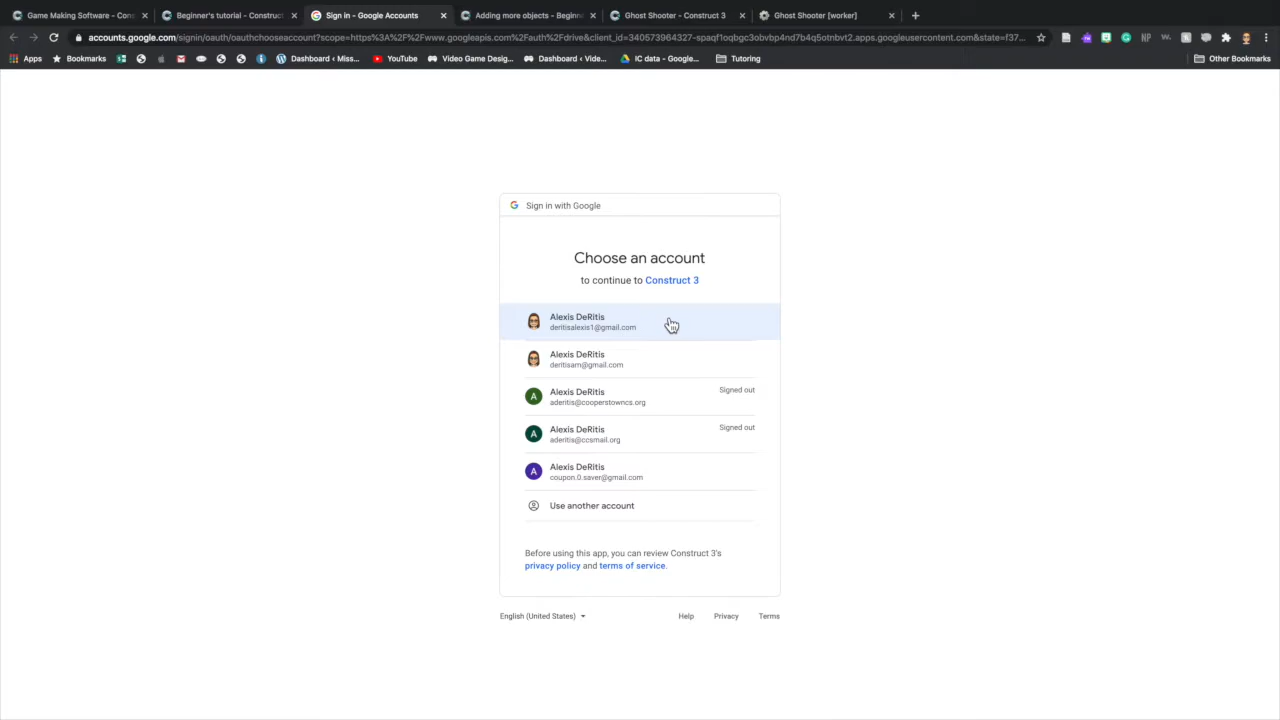 Game Making Software – Con:
Beginner's tutorial - Construct
Sign in - Google Accounts
Adding more objects - Beginne
Ghost Shooter - Construct 3
Ghost Shooter [worker]
accounts.google.com/signin/oauth/oauthchooseaccount?scope=https%3A%2F%2Fwww.googleapis.com%2Fauth%2Fdrive&client_id=340573964327-spaqf1oqbgc3obvbp4nd7b4q5otnbvt2.apps.googleusercontent.com&state=f37...
Apps
Bookmarks
Dashboard ‹ Miss...
YouTube
Video Game Desig...
Dashboard ‹ Vide...
IC data - Google...
Tutoring
Other Bookmarks
Sign in with Google
Choose an account
to continue to Construct 3
Alexis DeRitis
deritisalexis1@gmail.com
Alexis DeRitis
deritisarn@gmail.com
Alexis DeRitis
aderitis@cooperstowncs.org
Signed out
Alexis DeRitis
aderitis@ccsmail.org
Signed out
Alexis DeRitis
coupon.0.saver@gmail.com
Use another account
Before using this app, you can review Construct 3's
privacy policy and terms of service.
English (United States)
Help
Privacy
Terms